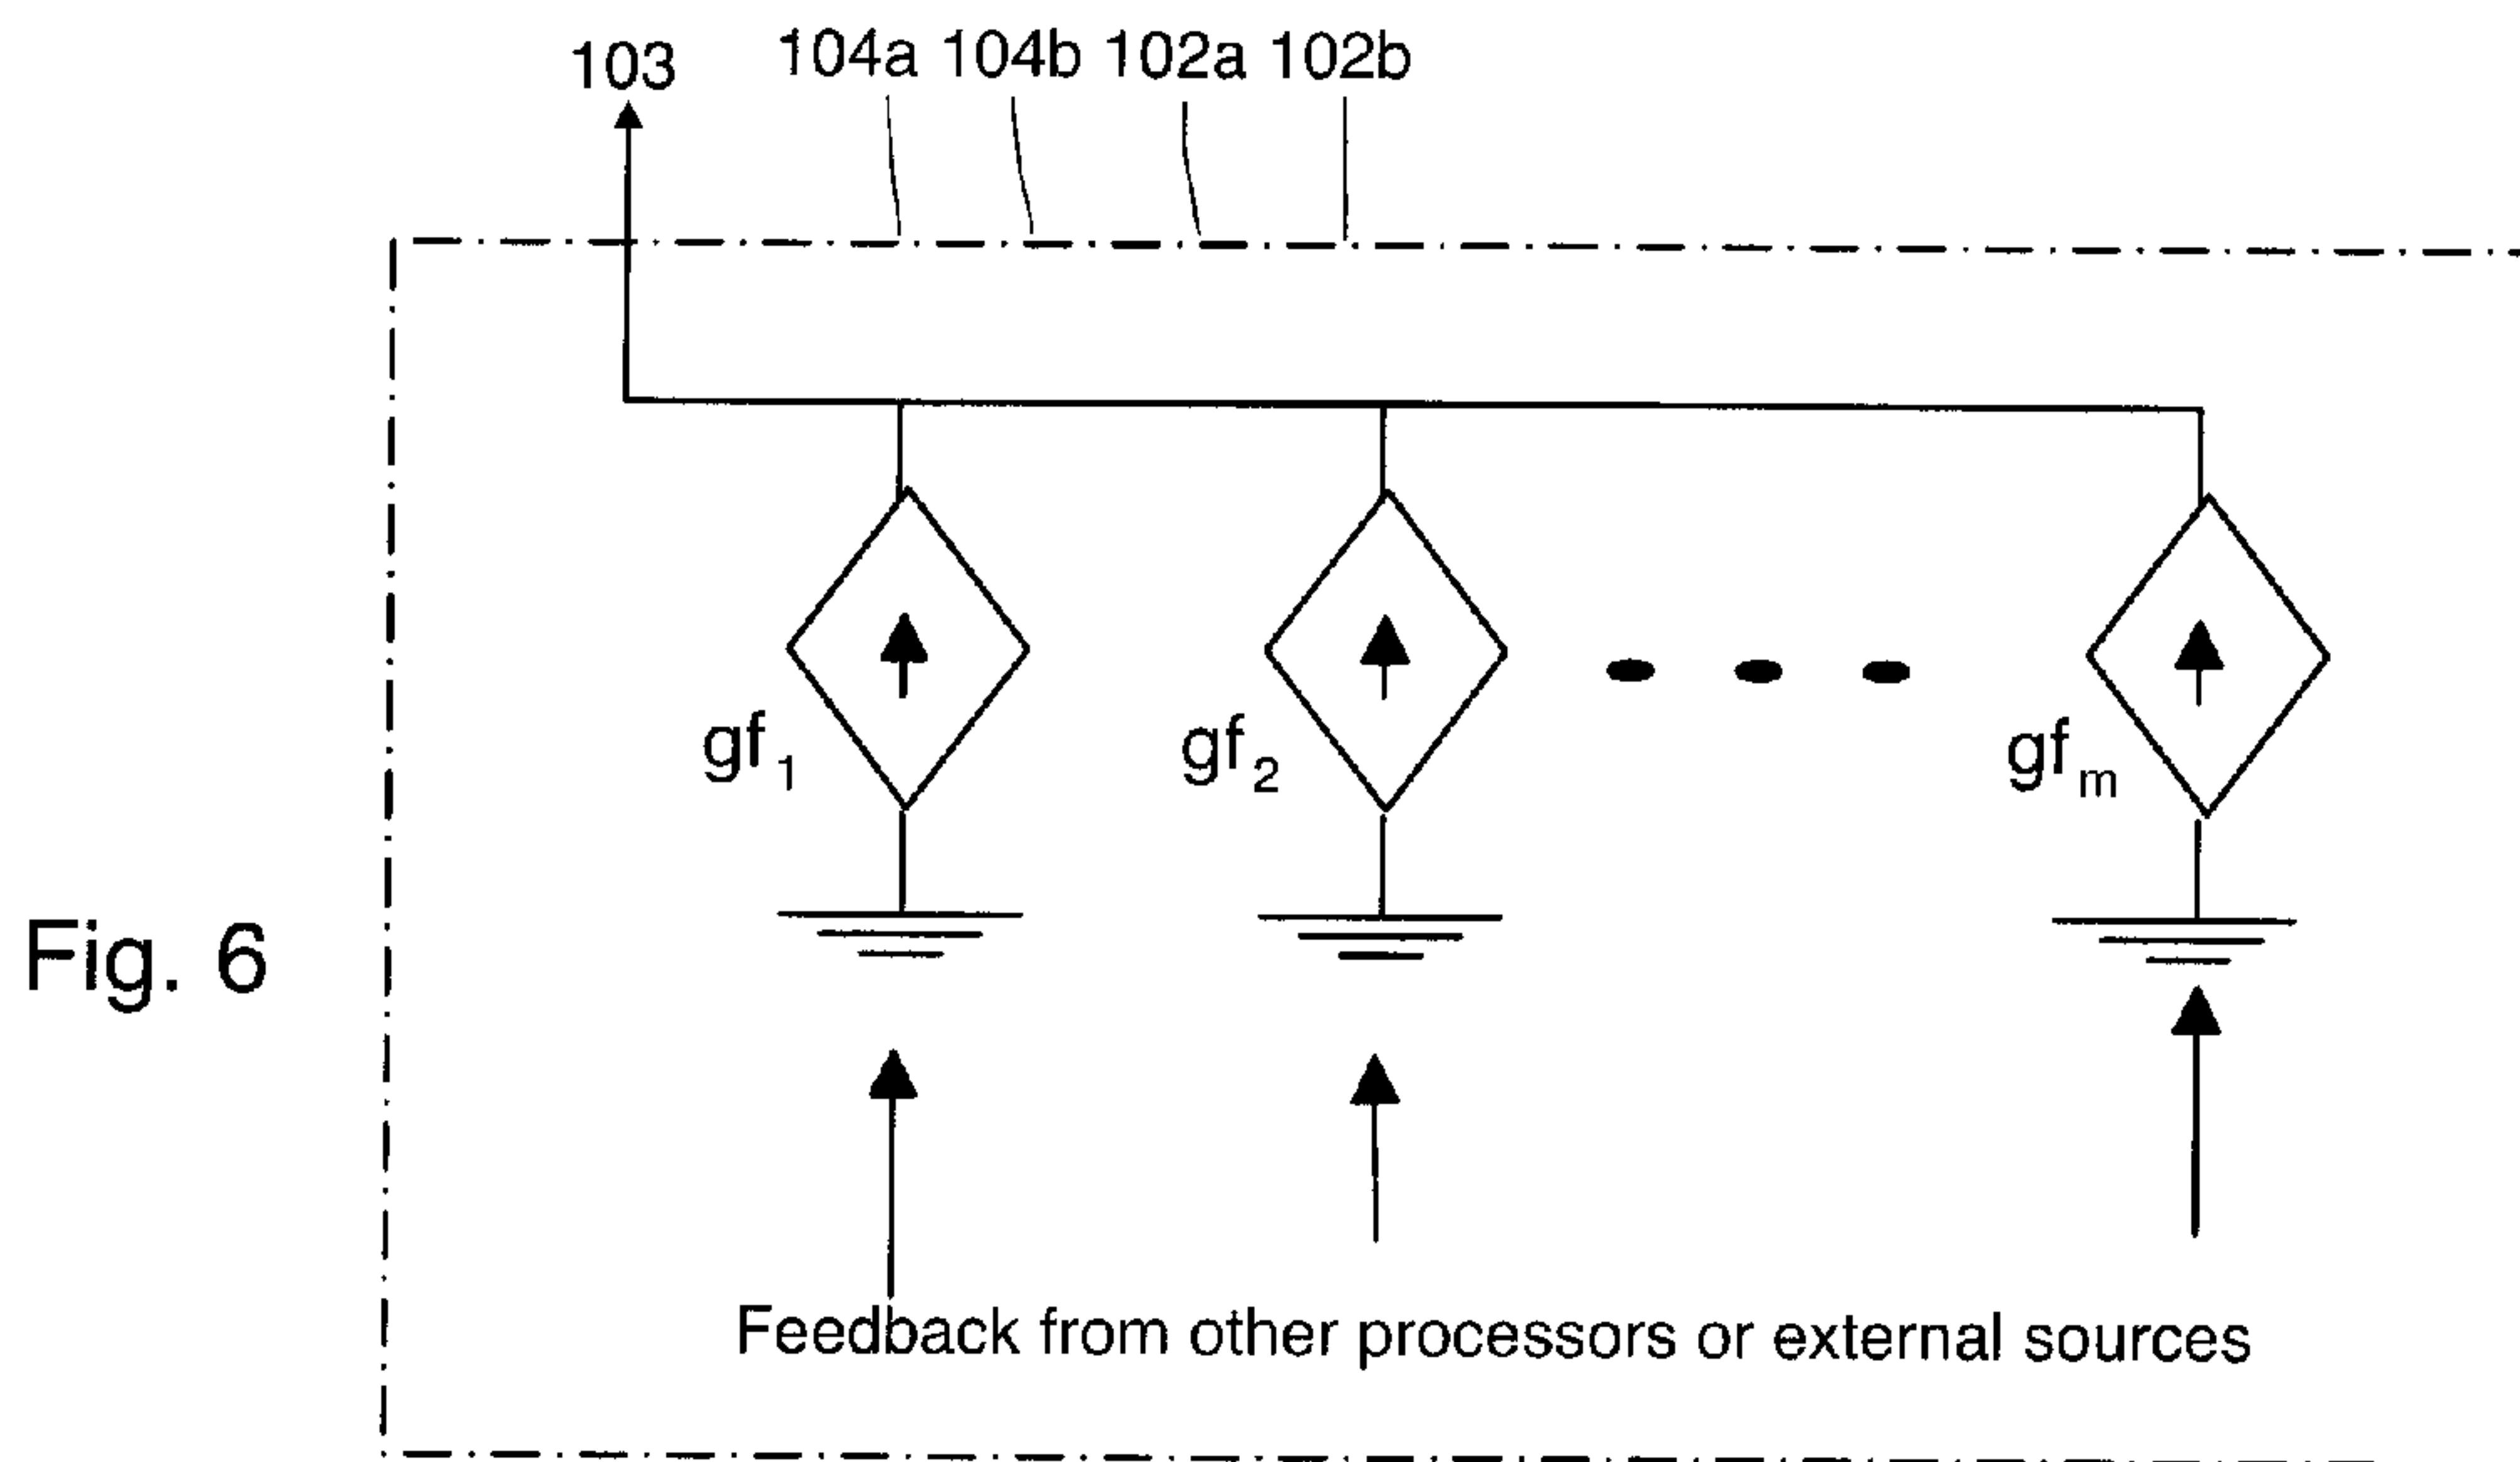 103 104a 104b 102a 102b
gf1 gf2 gfm
Fig. 6
Feedback from other processors or external sources